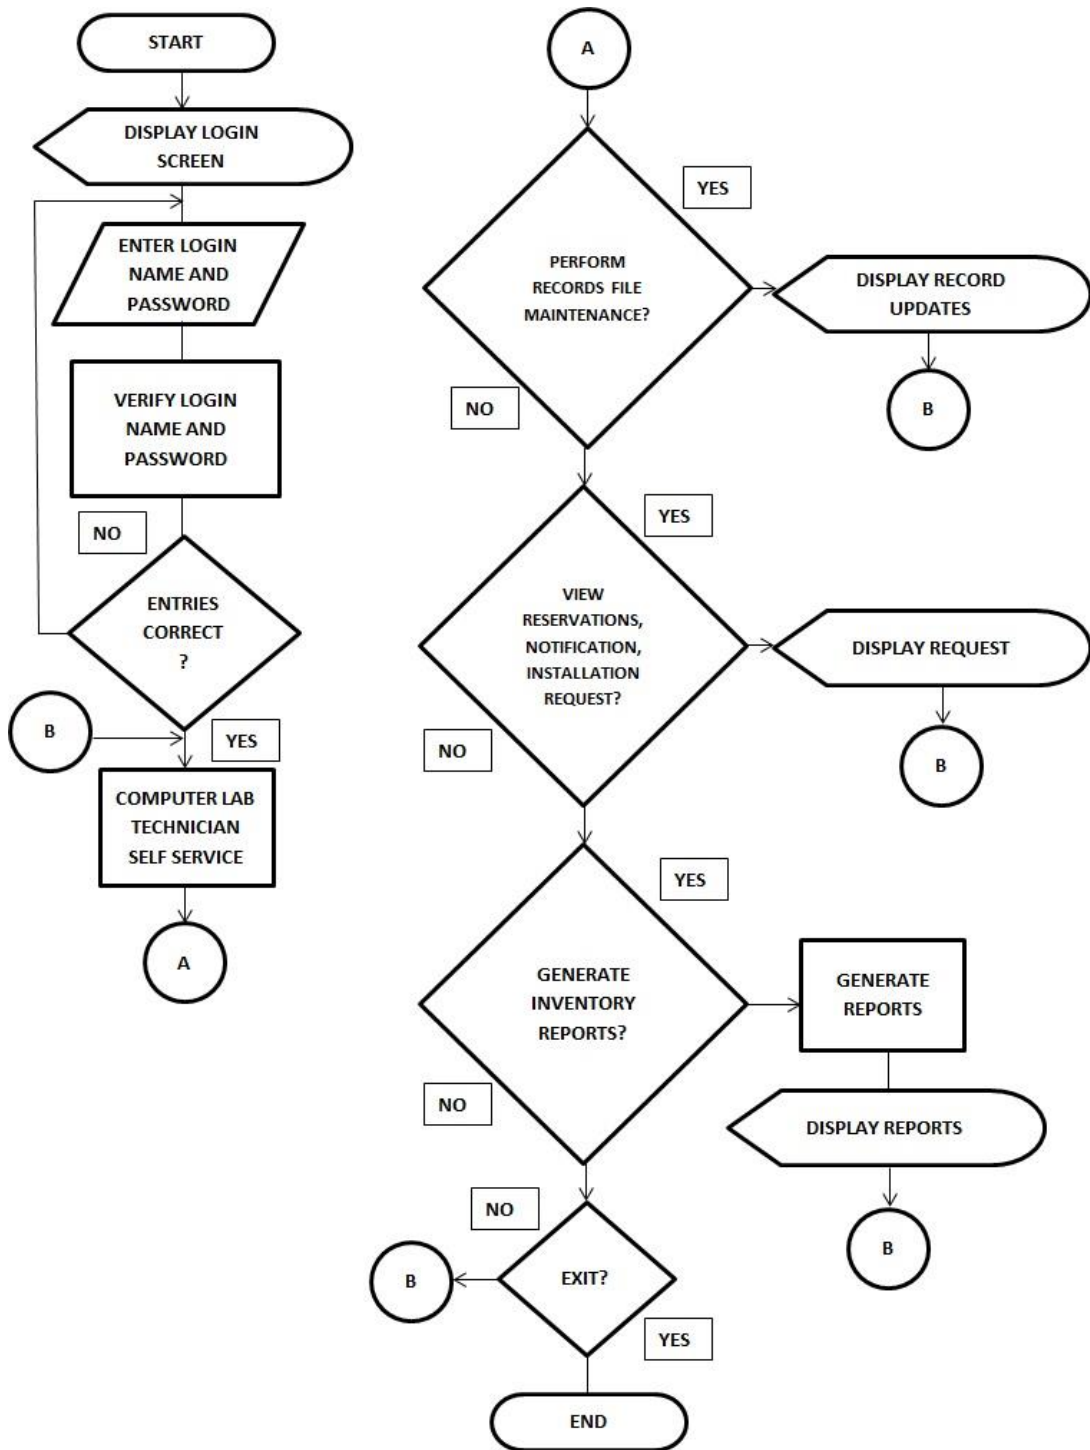 START
DISPLAY LOGIN
SCREEN
ENTER LOGIN
NAME AND
PASSWORD
VERIFY LOGIN
NAME AND
PASSWORD
NO
ENTRIES
CORRECT
?
B
YES
COMPUTER LAB
TECHNICIAN
SELF SERVICE
A
A
YES
PERFORM
RECORDS FILE
MAINTENANCE?
DISPLAY RECORD
UPDATES
NO
B
YES
VIEW
RESERVATIONS,
NOTIFICATION,
INSTALLATION
REQUEST?
DISPLAY REQUEST
NO
B
YES
GENERATE
INVENTORY
REPORTS?
GENERATE
REPORTS
NO
DISPLAY REPORTS
B
NO
EXIT?
B
YES
END